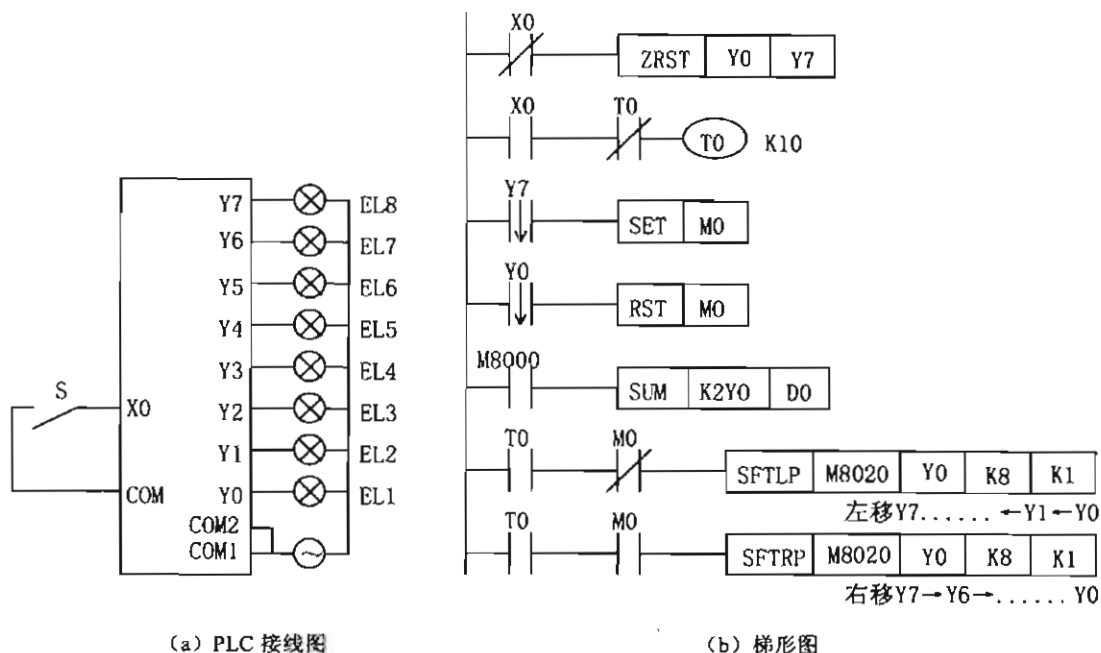 Y7 EL8
Y6 EL7
Y5 EL6
Y4 EL5
Y3 EL4
S X0 Y2 EL3
Y1 EL2
COM Y0 EL1
COM2
COM1
(a) PLC 接线图
X0
ZRST Y0 Y7
X0 T0
T0 K10
Y7
SET M0
Y0
RST M0
M8000
SUM K2Y0 D0
T0 M0
SFTLP M8020 Y0 K8 K1
左移Y7......←Y1←Y0
T0 M0
SFTRP M8020 Y0 K8 K1
右移Y7→Y6→......Y0
(b) 梯形图